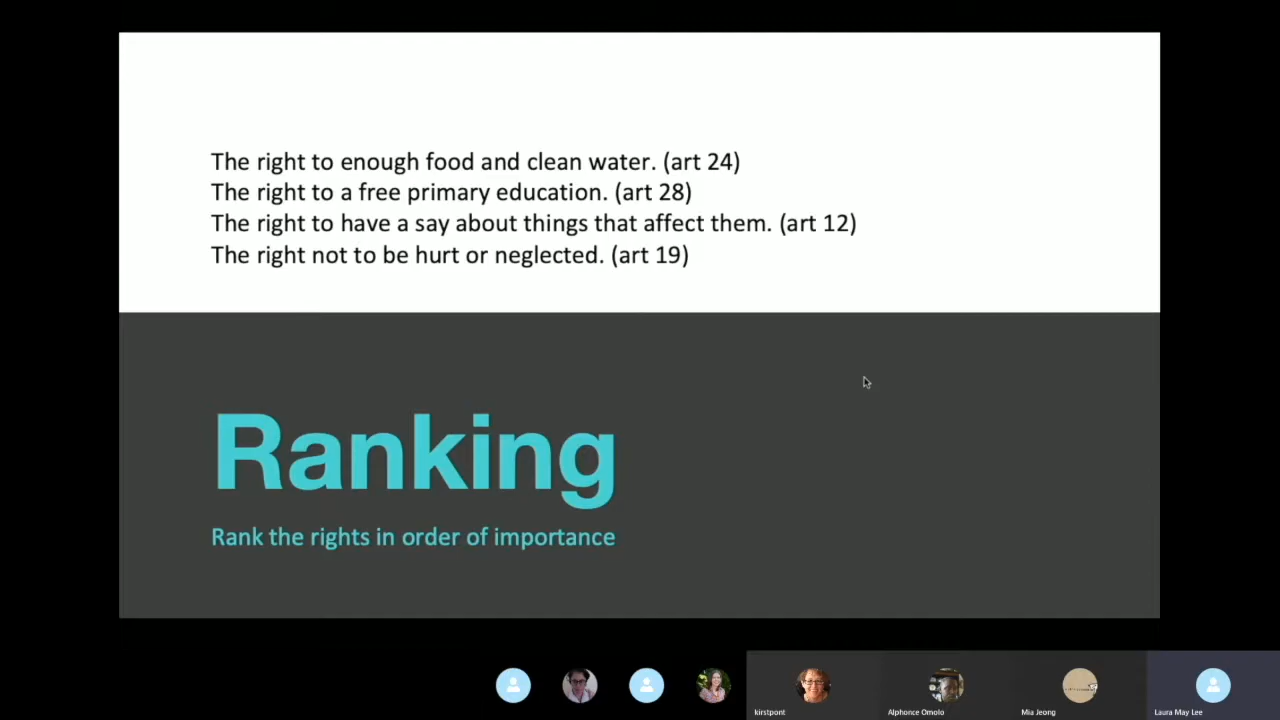 The right to enough food and clean water. (art 24)
The right to a free primary education. (art 28)
The right to have a say about things that affect them. (art 12)
The right not to be hurt or neglected. (art 19)
Ranking
Rank the rights in order of importance
kirstpont
Alphonce Omolo
Mia Jeong
Laura May Lee